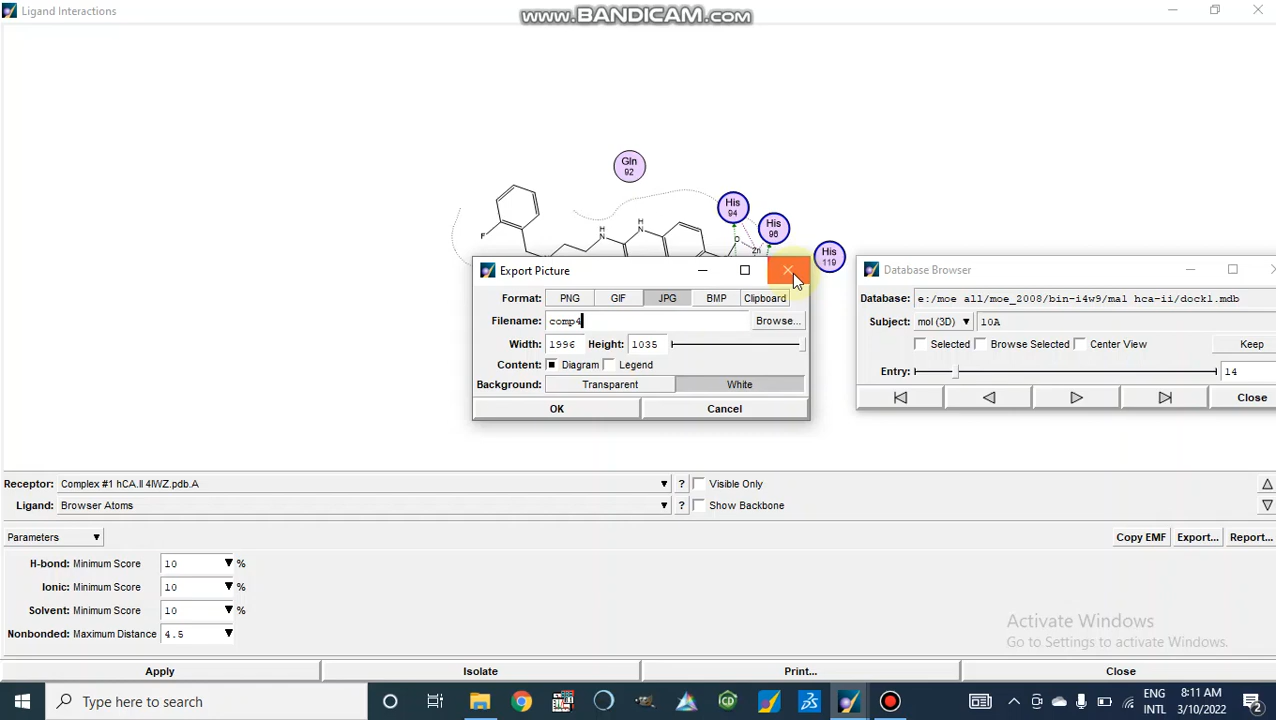 Ligand Interactions
www.BANDICAM.com
Gln
92
His
94
His
96
His
119
F
H
N
H
N
O
Zn
Export Picture
Format: PNG GIF JPG BMP Clipboard
Filename: comp4 Browse...
Width: 1996 Height: 1035
Content: Diagram Legend
Background: Transparent White
OK Cancel
Database Browser
Database: e:/moe all/moe_2008/bin-i4w9/mal hca-ii/dock1.mdb
Subject: mol (3D) 10A
Selected Browse Selected Center View Keep
Entry: 14
Close
Receptor: Complex #1 hCA.II 4IWZ.pdb.A ? Visible Only
Ligand: Browser Atoms ? Show Backbone
Parameters Copy EMF Export... Report...
H-bond: Minimum Score 10 %
Ionic: Minimum Score 10 %
Solvent: Minimum Score 10 %
Nonbonded: Maximum Distance 4.5
Activate Windows
Go to Settings to activate Windows.
Apply Isolate Print... Close
Type here to search
ENG
INTL
8:11 AM
3/10/2022
2